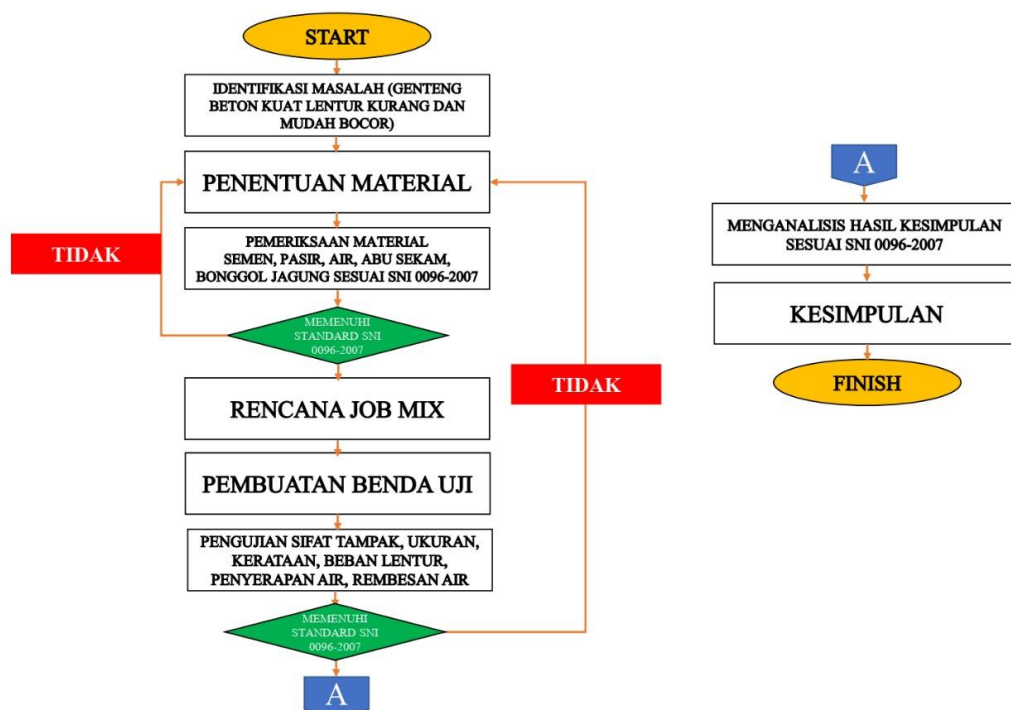 START
IDENTIFIKASI MASALAH (GENTENG
BETON KUAT LENTUR KURANG DAN
MUDAH BOCOR)
PENENTUAN MATERIAL
TIDAK
PEMERIKSAAN MATERIAL
SEMEN, PASIR, AIR, ABU SEKAM,
BONGGOL JAGUNG SESUAI SNI 0096-2007
MEMENUHI
STANDARD SNI
0096-2007
TIDAK
RENCANA JOB MIX
PEMBUATAN BENDA UJI
PENGUJIAN SIFAT TAMPAK, UKURAN,
KERATAAN, BEBAN LENTUR,
PENYERAPAN AIR, REMBESAN AIR
MEMENUHI
STANDARD SNI
0096-2007
A
A
MENGANALISIS HASIL KESIMPULAN
SESUAI SNI 0096-2007
KESIMPULAN
FINISH